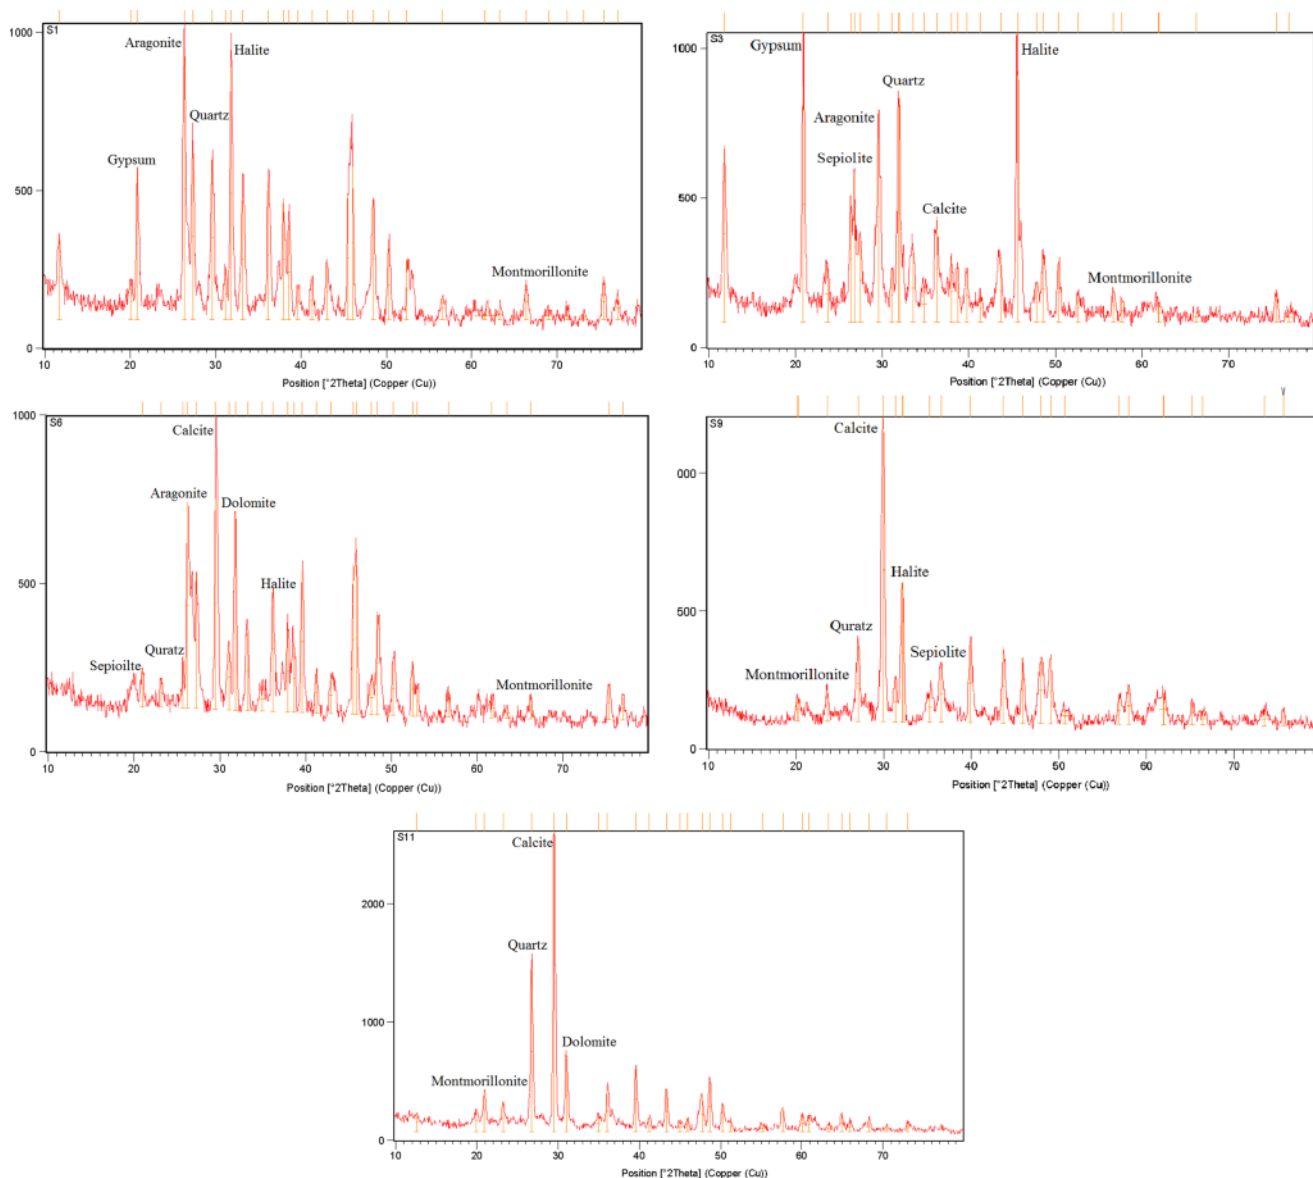 S1
1000
Aragonite
Halite
Quartz
Gypsum
500
Montmorillonite
0
10 20 30 40 50 60 70
Position [°2Theta] (Copper (Cu))
S3
1000
Gypsum
Halite
Quartz
Aragonite
Sepiolite
500
Calcite
Montmorillonite
0
10 20 30 40 50 60 70
Position [°2Theta] (Copper (Cu))
S6
1000
Calcite
Aragonite
Dolomite
500
Halite
Quratz
Sepioilte
Montmorillonite
0
10 20 30 40 50 60 70
Position [°2Theta] (Copper (Cu))
S9
Calcite
000
Halite
500
Quratz
Sepiolite
Montmorillonite
0
10 20 30 40 50 60 70
Position [°2Theta] (Copper (Cu))
S11
Calcite
2000
Quartz
1000
Dolomite
Montmorillonite
0
10 20 30 40 50 60 70
Position [°2Theta] (Copper (Cu))